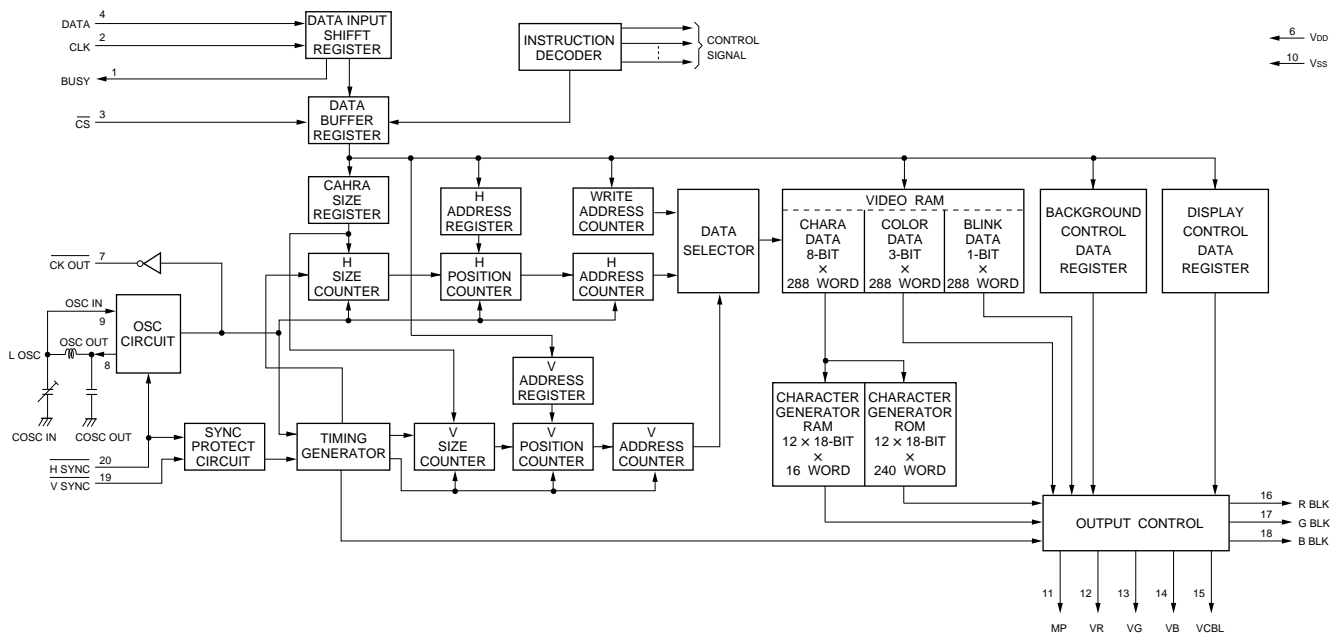 DATA
4
CLK
2
BUSY
1
CS
3
DATA INPUT
SHIFFT
REGISTER
DATA
BUFFER
REGISTER
INSTRUCTION
DECODER
CONTROL
SIGNAL
6
VDD
10
VSS
CAHRA
SIZE
REGISTER
H
ADDRESS
REGISTER
WRITE
ADDRESS
COUNTER
DATA
SELECTOR
VIDEO RAM
CHARA
DATA
8-BIT
×
288 WORD
COLOR
DATA
3-BIT
×
288 WORD
BLINK
DATA
1-BIT
×
288 WORD
BACKGROUND
CONTROL
DATA
REGISTER
DISPLAY
CONTROL
DATA
REGISTER
CK OUT
7
H
SIZE
COUNTER
H
POSITION
COUNTER
H
ADDRESS
COUNTER
OSC IN
9
OSC
CIRCUIT
OSC OUT
8
L OSC
COSC IN
COSC OUT
V
ADDRESS
REGISTER
CHARACTER
GENERATOR
RAM
12 × 18-BIT
×
16 WORD
CHARACTER
GENERATOR
ROM
12 × 18-BIT
×
240 WORD
H SYNC
20
V SYNC
19
SYNC
PROTECT
CIRCUIT
TIMING
GENERATOR
V
SIZE
COUNTER
V
POSITION
COUNTER
V
ADDRESS
COUNTER
OUTPUT CONTROL
16
R BLK
17
G BLK
18
B BLK
11
12
13
14
15
MP
VR
VG
VB
VCBL